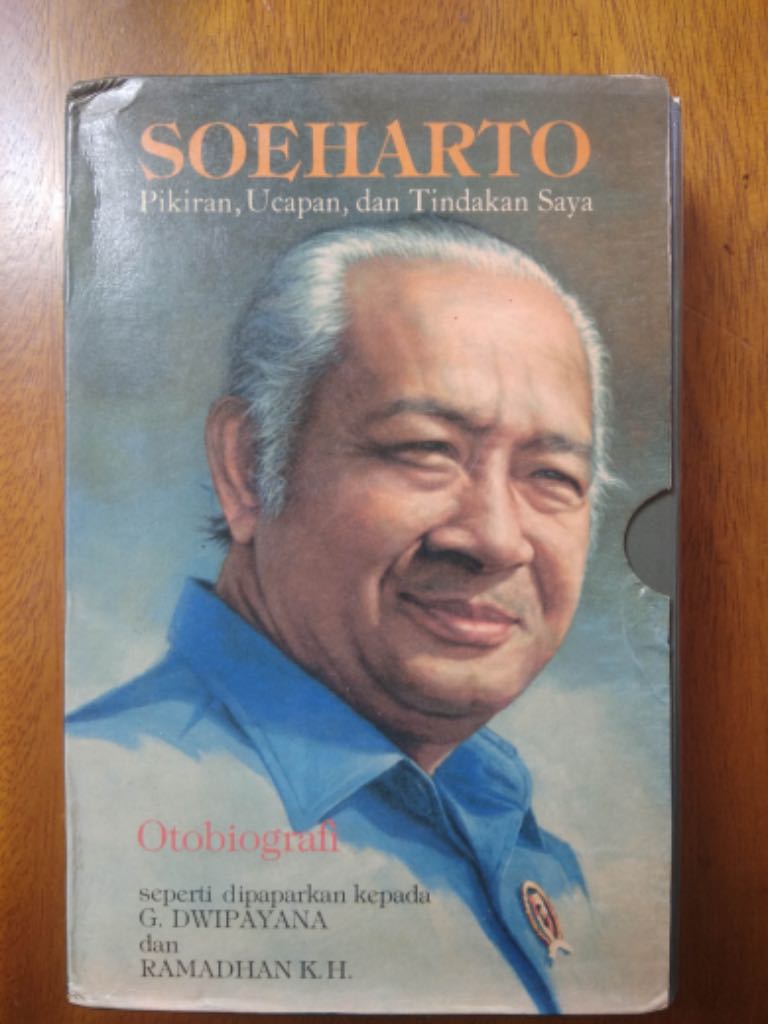 SOEHARTO
Pikiran, Ucapan, dan Tindakan Saya
Otobiografi
seperti dipaparkan kepada
G. DWIPAYANA
dan
RAMADHAN K.H.